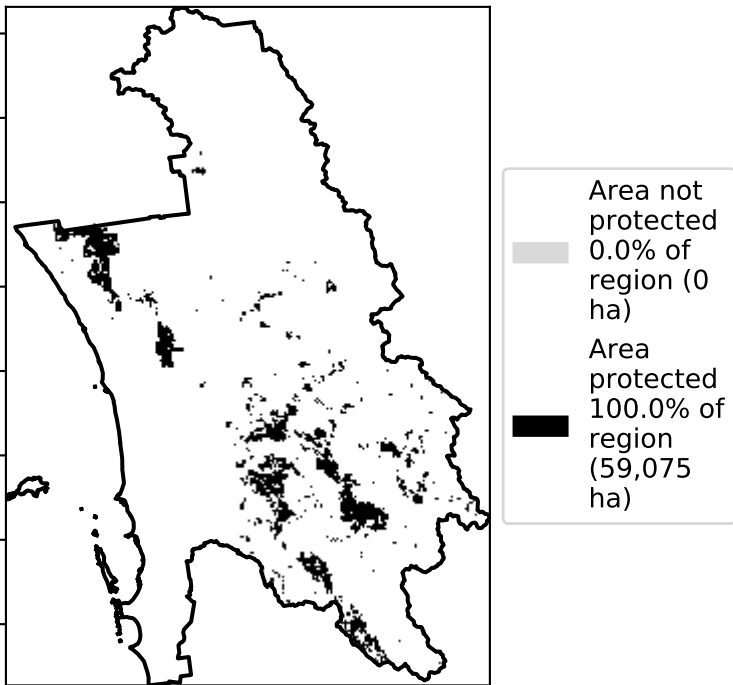 Area not
protected
0.0% of
region (0
ha)
Area
protected
100.0% of
region
(59,075
ha)